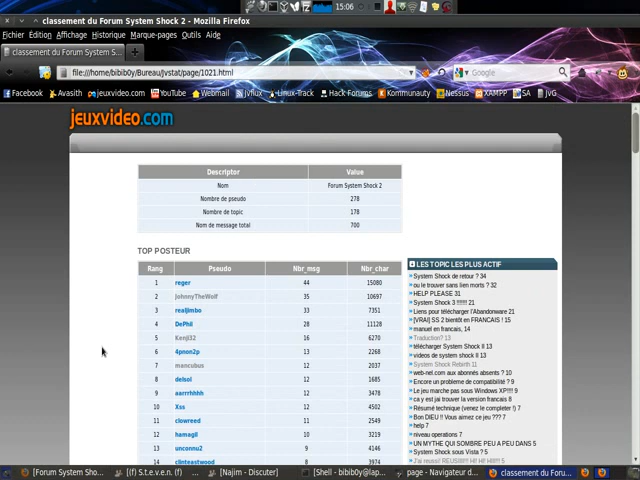 15:06
classement du Forum System Shock 2 - Mozilla Firefox
Fichier Édition Affichage Historique Marque-pages Outils Aide
classement du Forum System S...
file:///home/bibib0y/Bureau/Jvstat/page/1021.html
Google
Facebook Avasith jeuxvideo.com YouTube Webmail Jvflux Linux-Track Hack Forums Kommunauty Nessus XAMPP SA JvG
jeuxvideo.com
Descriptor Value
Nom Forum System Shock 2
Nombre de pseudo 278
Nombre de topic 178
Nom de message total 700
TOP POSTEUR
Rang Pseudo Nbr_msg Nbr_char
1 reger 44 15080
2 JohnnyTheWolf 35 10697
3 realjimbo 33 7351
4 DePhil 28 11128
5 Kenji32 16 6270
6 4pnnn2p 13 2268
7 mancubus 12 2037
8 delsol 12 1685
9 aarrrhhhh 12 3478
10 Xss 12 4502
11 clowreed 11 2549
12 hamagll 10 3219
13 unconnu2 9 4146
14 clinteastwood 8 3974
LES TOPIC LES PLUS ACTIF
System Shock de retour ? 34
ou le trouver sans lien morts ? 32
HELP PLEASE 31
System Shock 3 !!!!!!! 21
Liens pour télécharger l'Abandonware 21
[VRAI] SS 2 bientôt en FRANCAIS ! 15
manuel en francais, 14
Traduction? 13
télécharger System Shock II 13
videos de system shock II 13
System Shock Rebirth 11
web-nel.com aux abonnés absents ? 10
Encore un problème de compatibilité ? 9
Le jeu marche pas sous Windows XP!!!! 9
ca y est j'ai trouver la version francais 8
Résumé technique (venez le completer !) 7
Bon DIEU !! Vous aimez ce jeu ??? 7
help 7
niveau operations 7
UN MYTHE QUI SOMBRE PEU A PEU DANS 5
System Shock sous Vista ? 5
[Forum System Sho... [(f) S.t.e.v.e.n. (f) ... [Najim - Discuter] [Shell - bibib0y@lap... page - Navigateur d... classement du Foru...